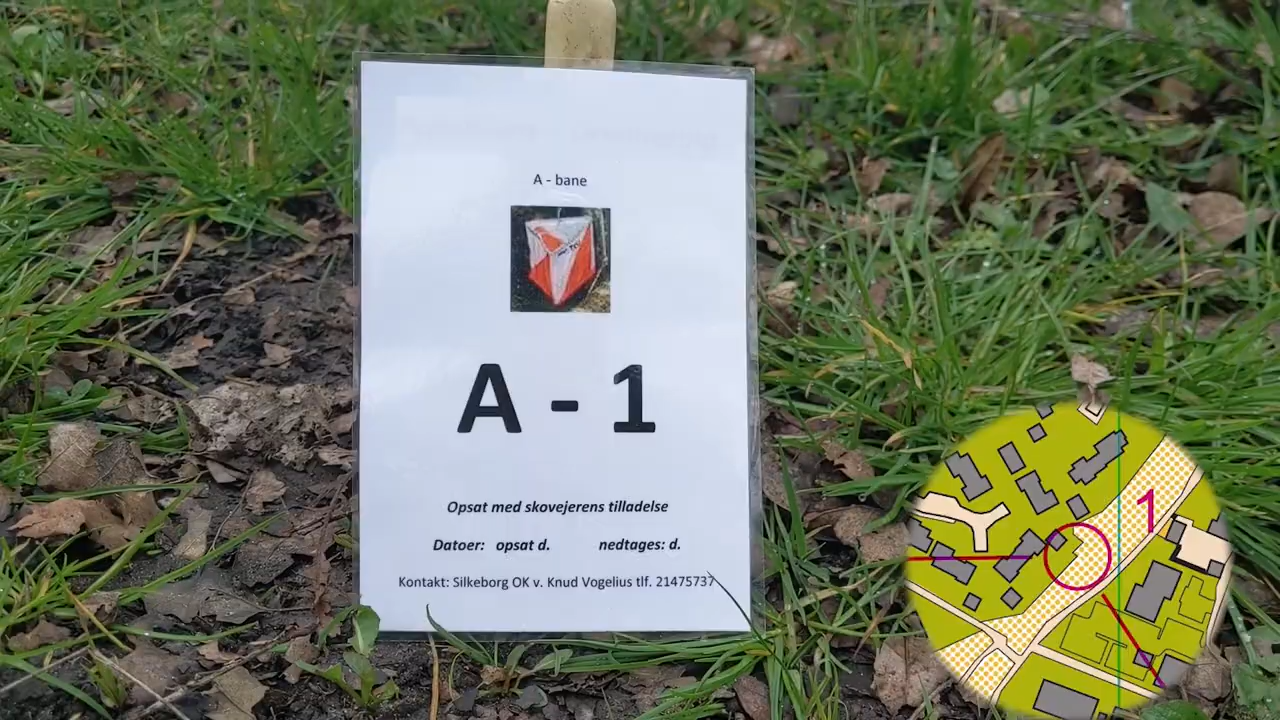 A - bane
A - 1
Opsat med skovejerens tilladelse
Datoer: opsat d. nedtages: d.
Kontakt: Silkeborg OK v. Knud Vogelius tlf. 21475737
1